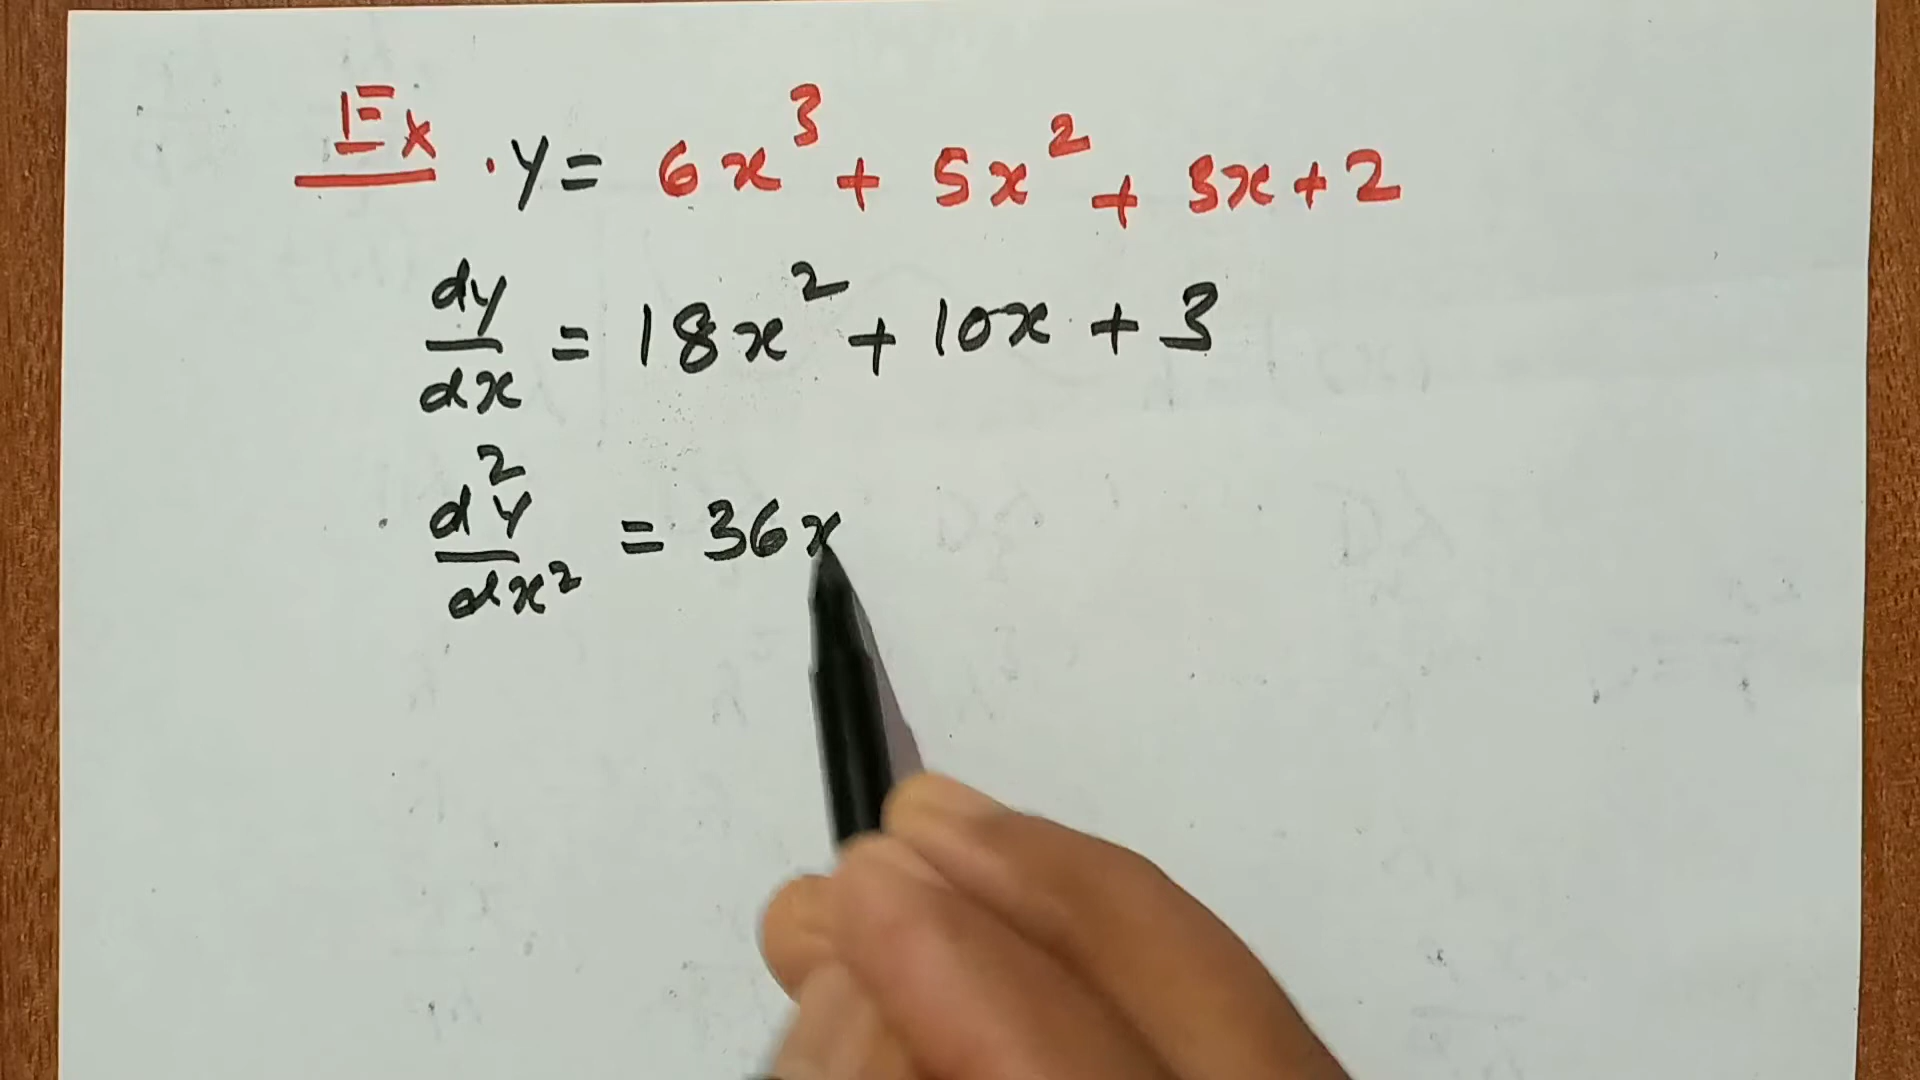 Ex . y = 6x³ + 5x² + 3x + 2
dy/dx = 18x² + 10x + 3
d²y/dx² = 36x